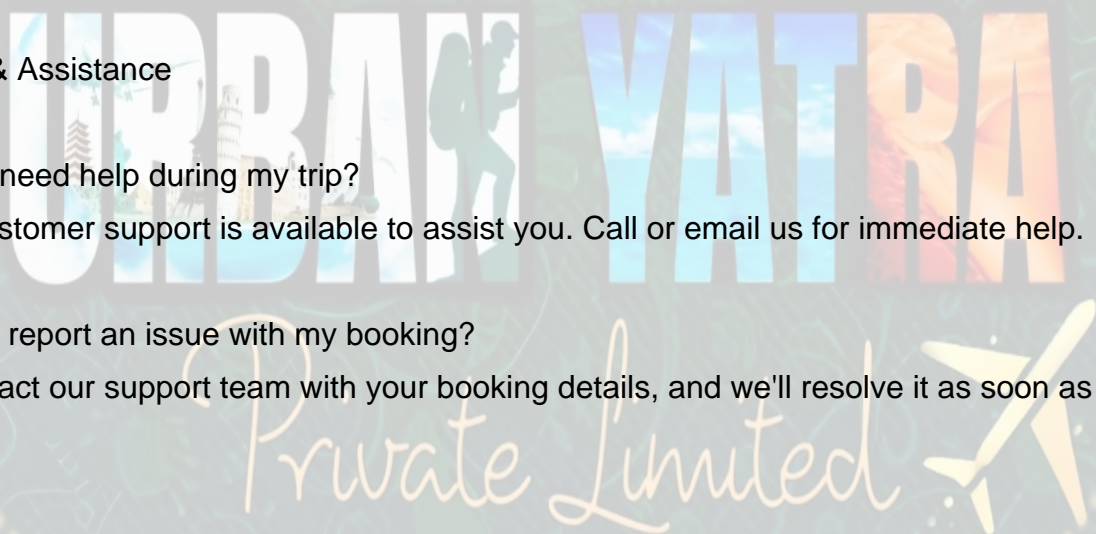 URBAN YATRA
& Assistance
need help during my trip?
stomer support is available to assist you. Call or email us for immediate help.
report an issue with my booking?
act our support team with your booking details, and we'll resolve it as soon as
Private Limited